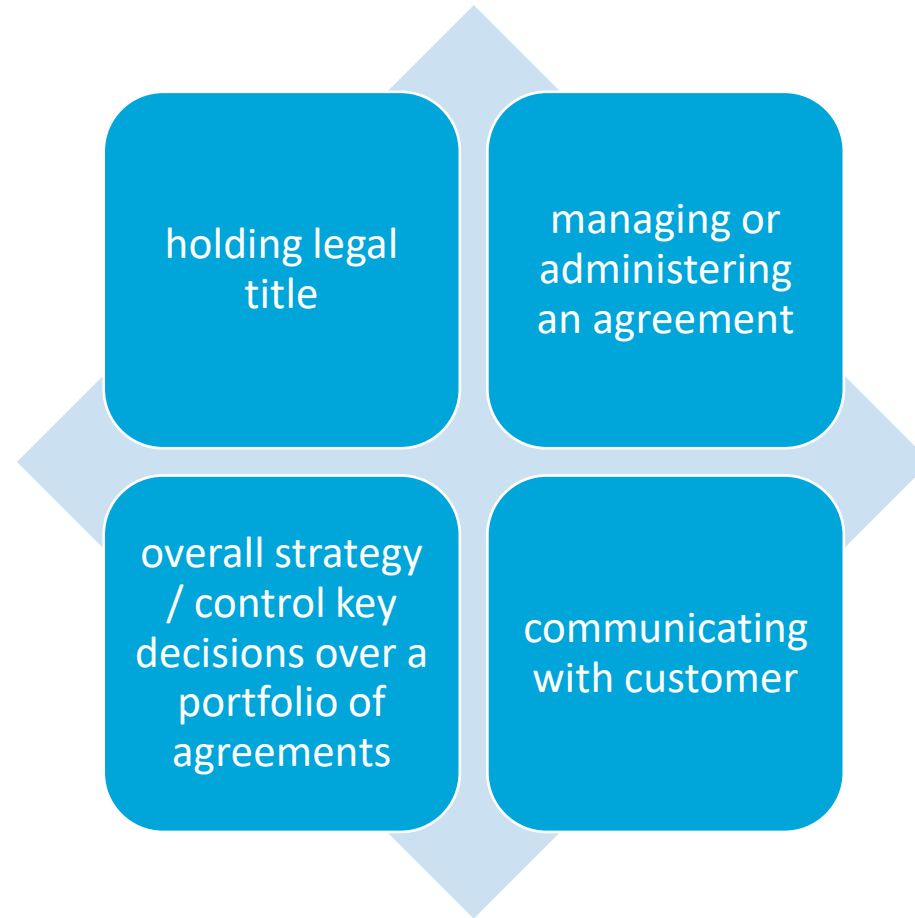 holding legal
title
managing or
administering
an agreement
overall strategy
/ control key
decisions over a
portfolio of
agreements
communicating
with customer